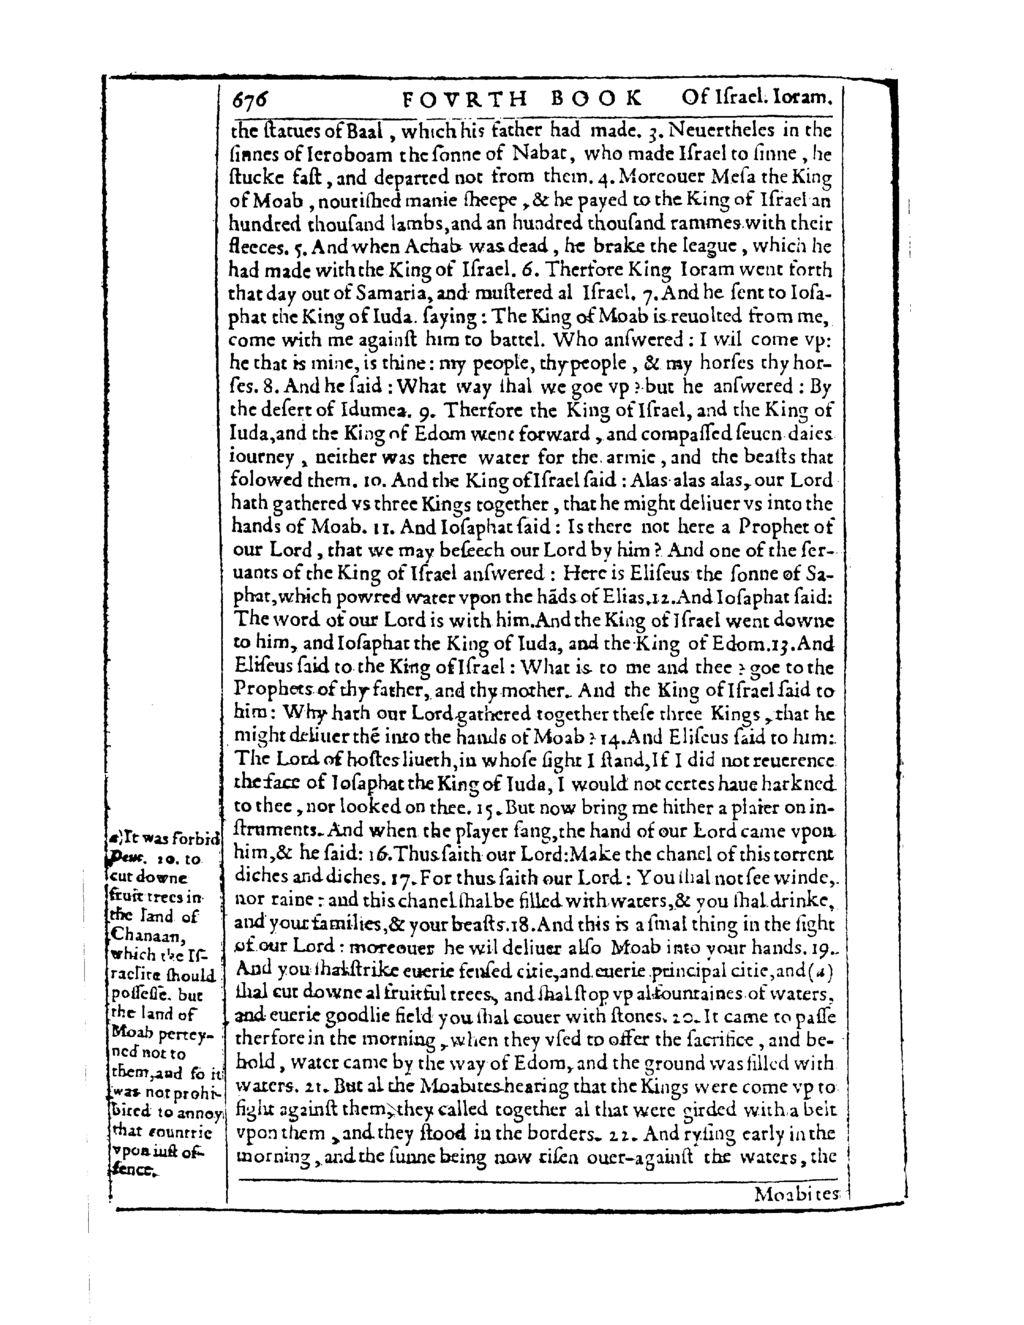 676 FOVRTH BOOK Of Iſrael. Ioram.
the ſtatues of Baal, which his father had made. 3. Neuertheles in the
ſinnes of Ieroboam the ſonne of Nabat, who made Iſrael to ſinne, he
ſtucke faſt, and departed not from them. 4. Moreouer Meſa the King
of Moab, nouriſhed manie ſheepe, & he payed to the King of Iſrael an
hundred thouſand lambs, and an hundred thouſand rammes with their
fleeces. 5. And when Achab was dead, he brake the league, which he
had made with the King of Iſrael. 6. Therfore King Ioram went forth
that day out of Samaria, and muſtered al Iſrael. 7. And he ſent to Ioſa-
phat the King of Iuda. ſaying: The King of Moab is reuolted from me,
come with me againſt him to battel. Who anſwered: I wil come vp:
he that is mine, is thine: my people, thy people, & my horſes thy hor-
ſes. 8. And he ſaid: What way ſhal we goe vp? but he anſwered: By
the deſert of Idumea. 9. Therfore the King of Iſrael, and the King of
Iuda, and the King of Edom went forward, and compaſſed ſeuen daies
iourney, neither was there water for the armie, and the beaſts that
folowed them. 10. And the King of Iſrael ſaid: Alas alas alas, our Lord
hath gathered vs three Kings together, that he might deliuer vs into the
hands of Moab. 11. And Ioſaphat ſaid: Is there not here a Prophet of
our Lord, that we may beſeech our Lord by him? And one of the ſer-
uants of the King of Iſrael anſwered: Here is Eliſeus the ſonne of Sa-
phat, which powred water vpon the hãds of Elias. 12. And Ioſaphat ſaid:
The word of our Lord is with him. And the King of Iſrael went downe
to him, and Ioſaphat the King of Iuda, and the King of Edom. 13. And
Eliſeus ſaid to the King of Iſrael: What is to me and thee? goe to the
Prophets of thy father, and thy mother. And the King of Iſrael ſaid to
him: Why hath our Lord gathered together theſe three Kings, that he
might deliuer thẽ into the hands of Moab? 14. And Eliſeus ſaid to him:
The Lord of hoſtes liueth, in whoſe ſight I ſtand, If I did not reuerence
the face of Ioſaphat the King of Iuda, I would not certes haue harkned
to thee, nor looked on thee. 15. But now bring me hither a plaier on in-
ſtruments. And when the player ſang, the hand of our Lord came vpon
him, & he ſaid: 16. Thus ſaith our Lord: Make the chanel of this torrent
diches and diches. 17. For thus ſaith our Lord: You ſhal not ſee winde,
nor raine: and this chanel ſhal be filled with waters, & you ſhal drinke,
and your families, & your beaſts. 18. And this is a ſmal thing in the ſight
of our Lord: moreouer he wil deliuer alſo Moab into your hands. 19.
And you ſhal ſtrike euerie fenſed citie, and euerie principal citie, and (a)
ſhal cut downe al fruitful trees, and ſhal ſtop vp al fountaines of waters,
and euerie goodlie field you ſhal couer with ſtones. 20. It came to paſſe
therfore in the morning, when they vſed to offer the ſacrifice, and be-
hold, water came by the way of Edom, and the ground was filled with
waters. 21. But al the Moabites hearing that the Kings were come vp to
fight againſt them, they called together al that were girded with a belt
vpon them, and they ſtood in the borders. 22. And ryſing early in the
morning, and the ſunne being now riſen ouer-againſt the waters, the
Moabites
a) It was forbid
Deut. 20. to
cut downe
fruit trees in
the land of
Chanaan,
which the Iſ-
raelite ſhould
poſſeſſe. but
the land of
Moab pertey-
ned not to
them, and ſo it
was not prohi-
bited to annoy
that countrie
vpon iuſt of-
fence.